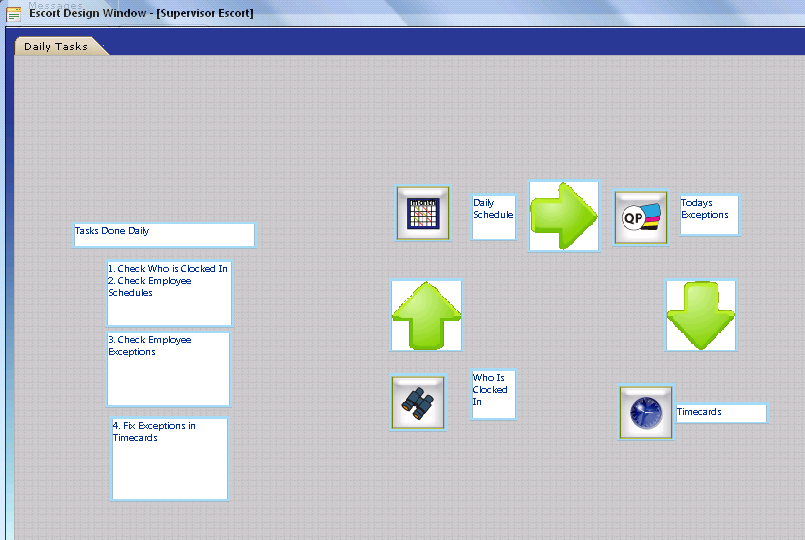 Messages
Escort Design Window - [Supervisor Escort]
Daily Tasks
Tasks Done Daily
1. Check Who is Clocked In
2. Check Employee
Schedules
3. Check Employee
Exceptions
4. Fix Exceptions in
Timecards
month
Daily
Schedule
QP
Todays
Exceptions
Who Is
Clocked
In
Timecards